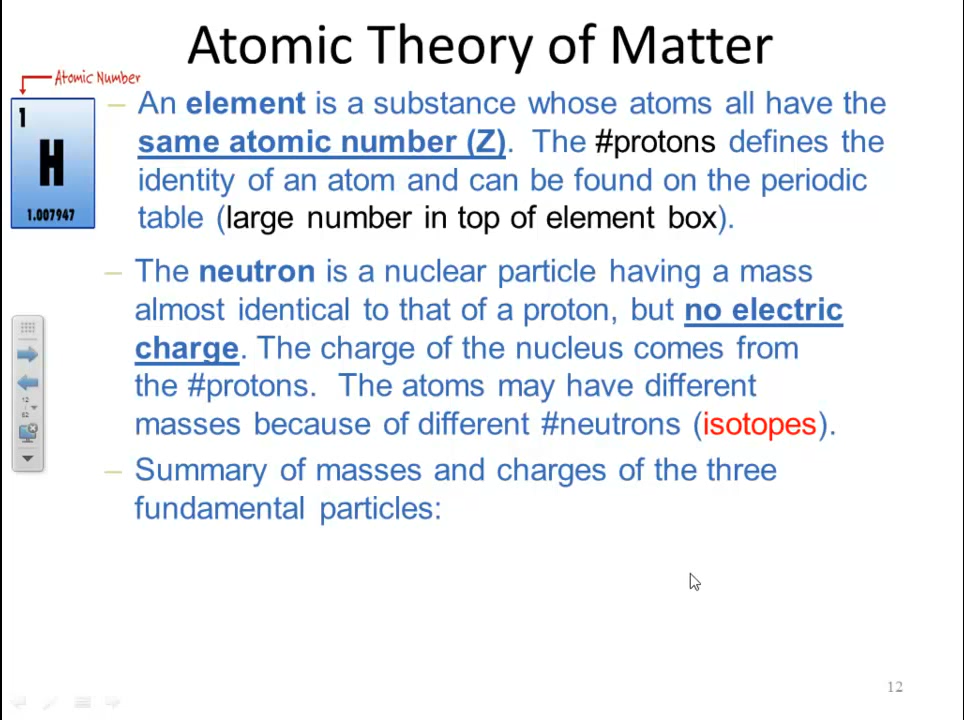 Atomic Theory of Matter
Atomic Number
1
H
1.007947
– An element is a substance whose atoms all have the
same atomic number (Z). The #protons defines the
identity of an atom and can be found on the periodic
table (large number in top of element box).
– The neutron is a nuclear particle having a mass
almost identical to that of a proton, but no electric
charge. The charge of the nucleus comes from
the #protons. The atoms may have different
masses because of different #neutrons (isotopes).
– Summary of masses and charges of the three
fundamental particles:
12
/
52
12